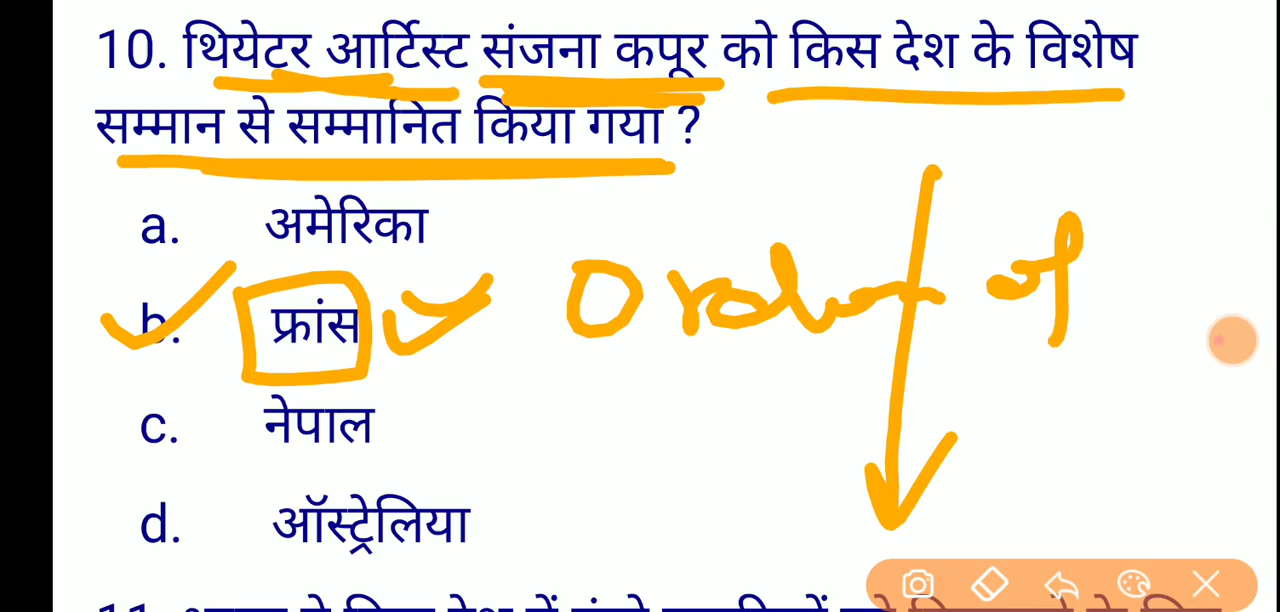 10. थियेटर आर्टिस्ट संजना कपूर को किस देश के विशेष
सम्मान से सम्मानित किया गया ?
a. अमेरिका
b. फ्रांस
Order of
c. नेपाल
d. ऑस्ट्रेलिया